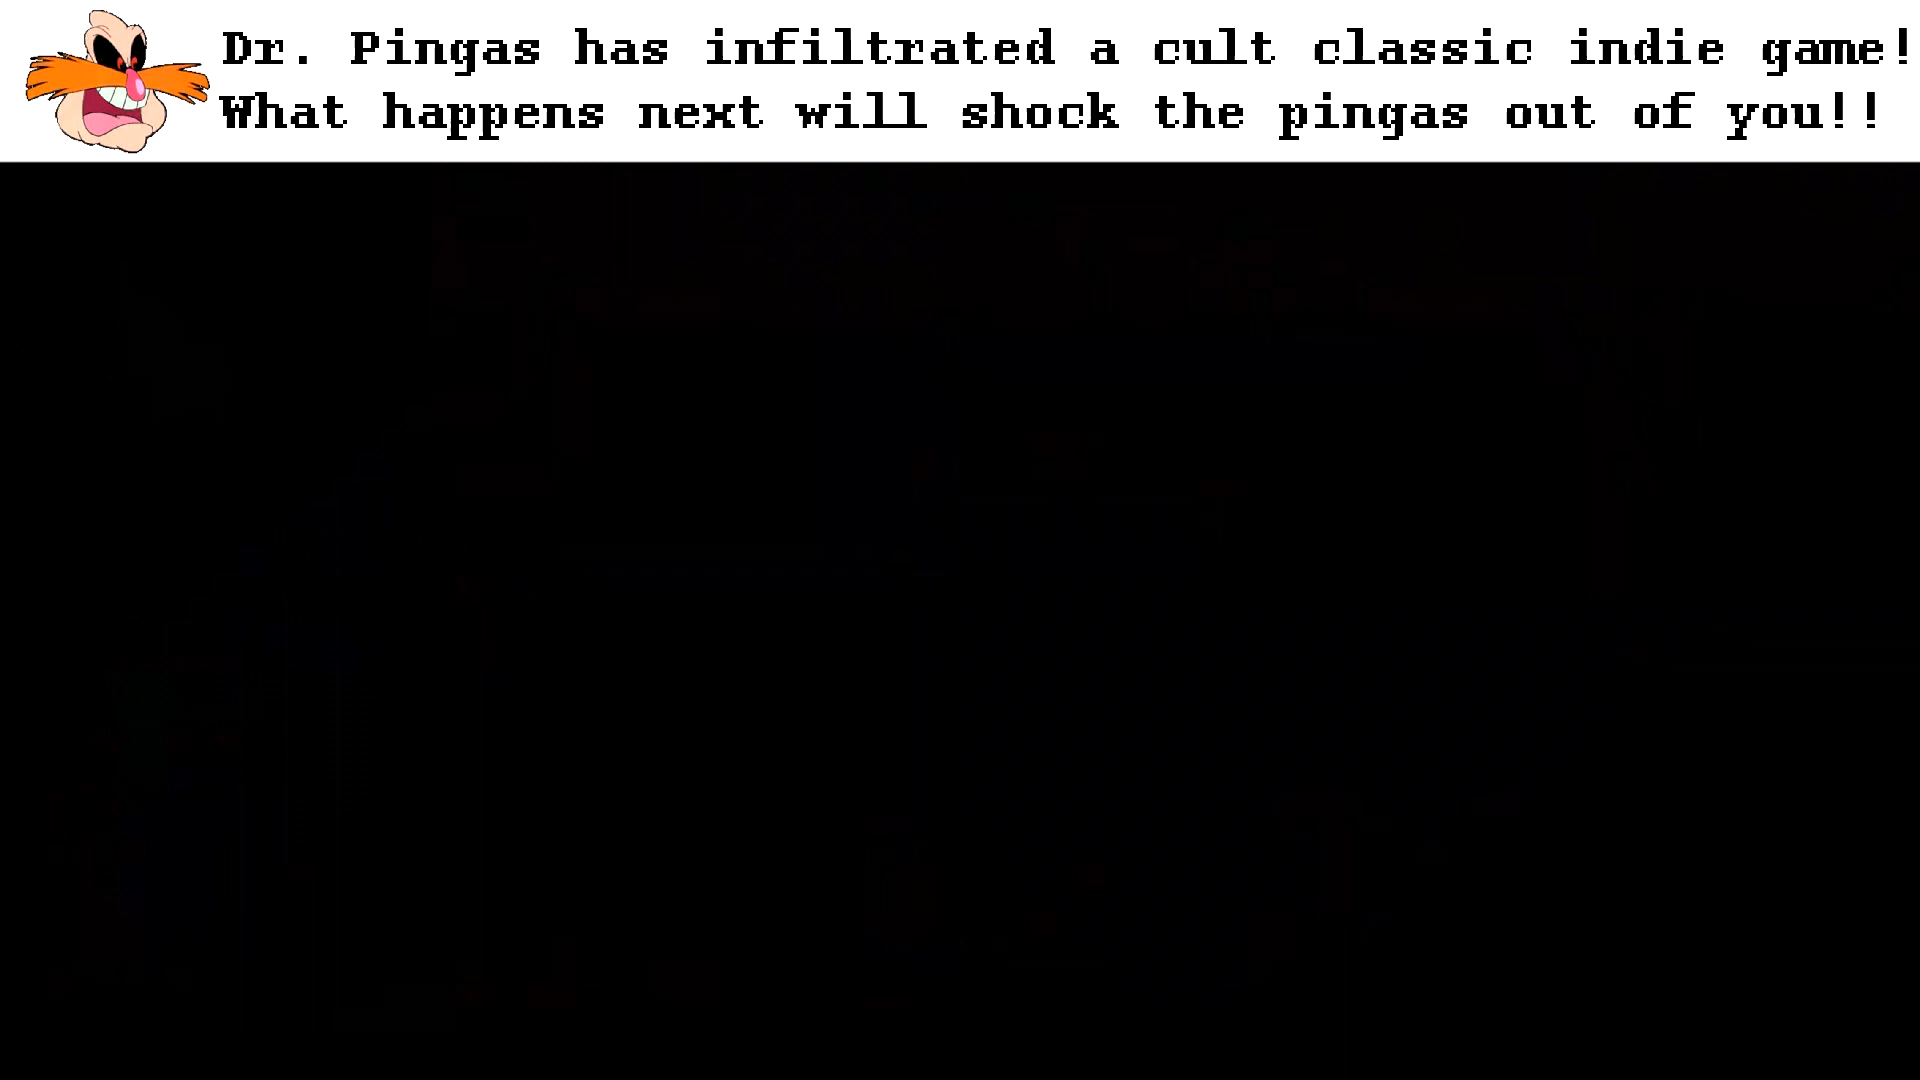 Dr. Pingas has infiltrated a cult classic indie game!
What happens next will shock the pingas out of you!!